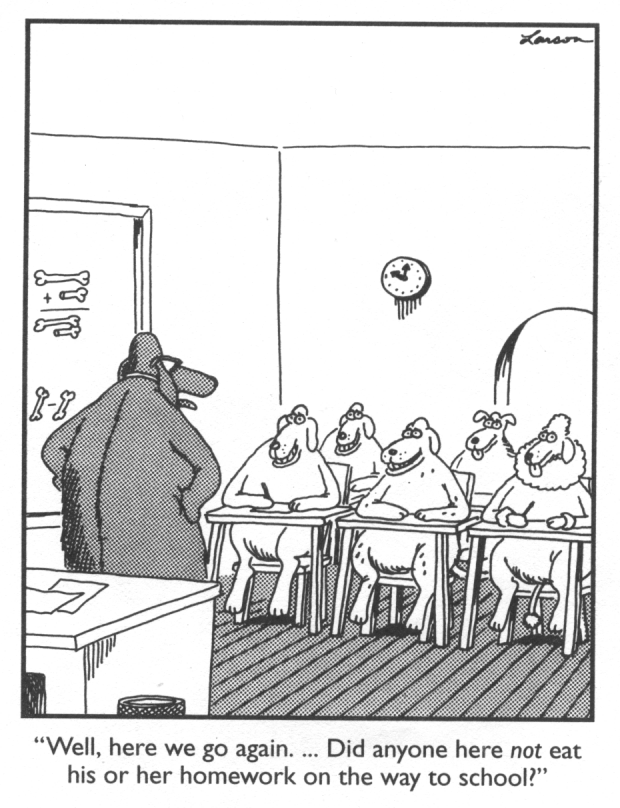 Larson
“Well, here we go again. ... Did anyone here not eat
his or her homework on the way to school?”